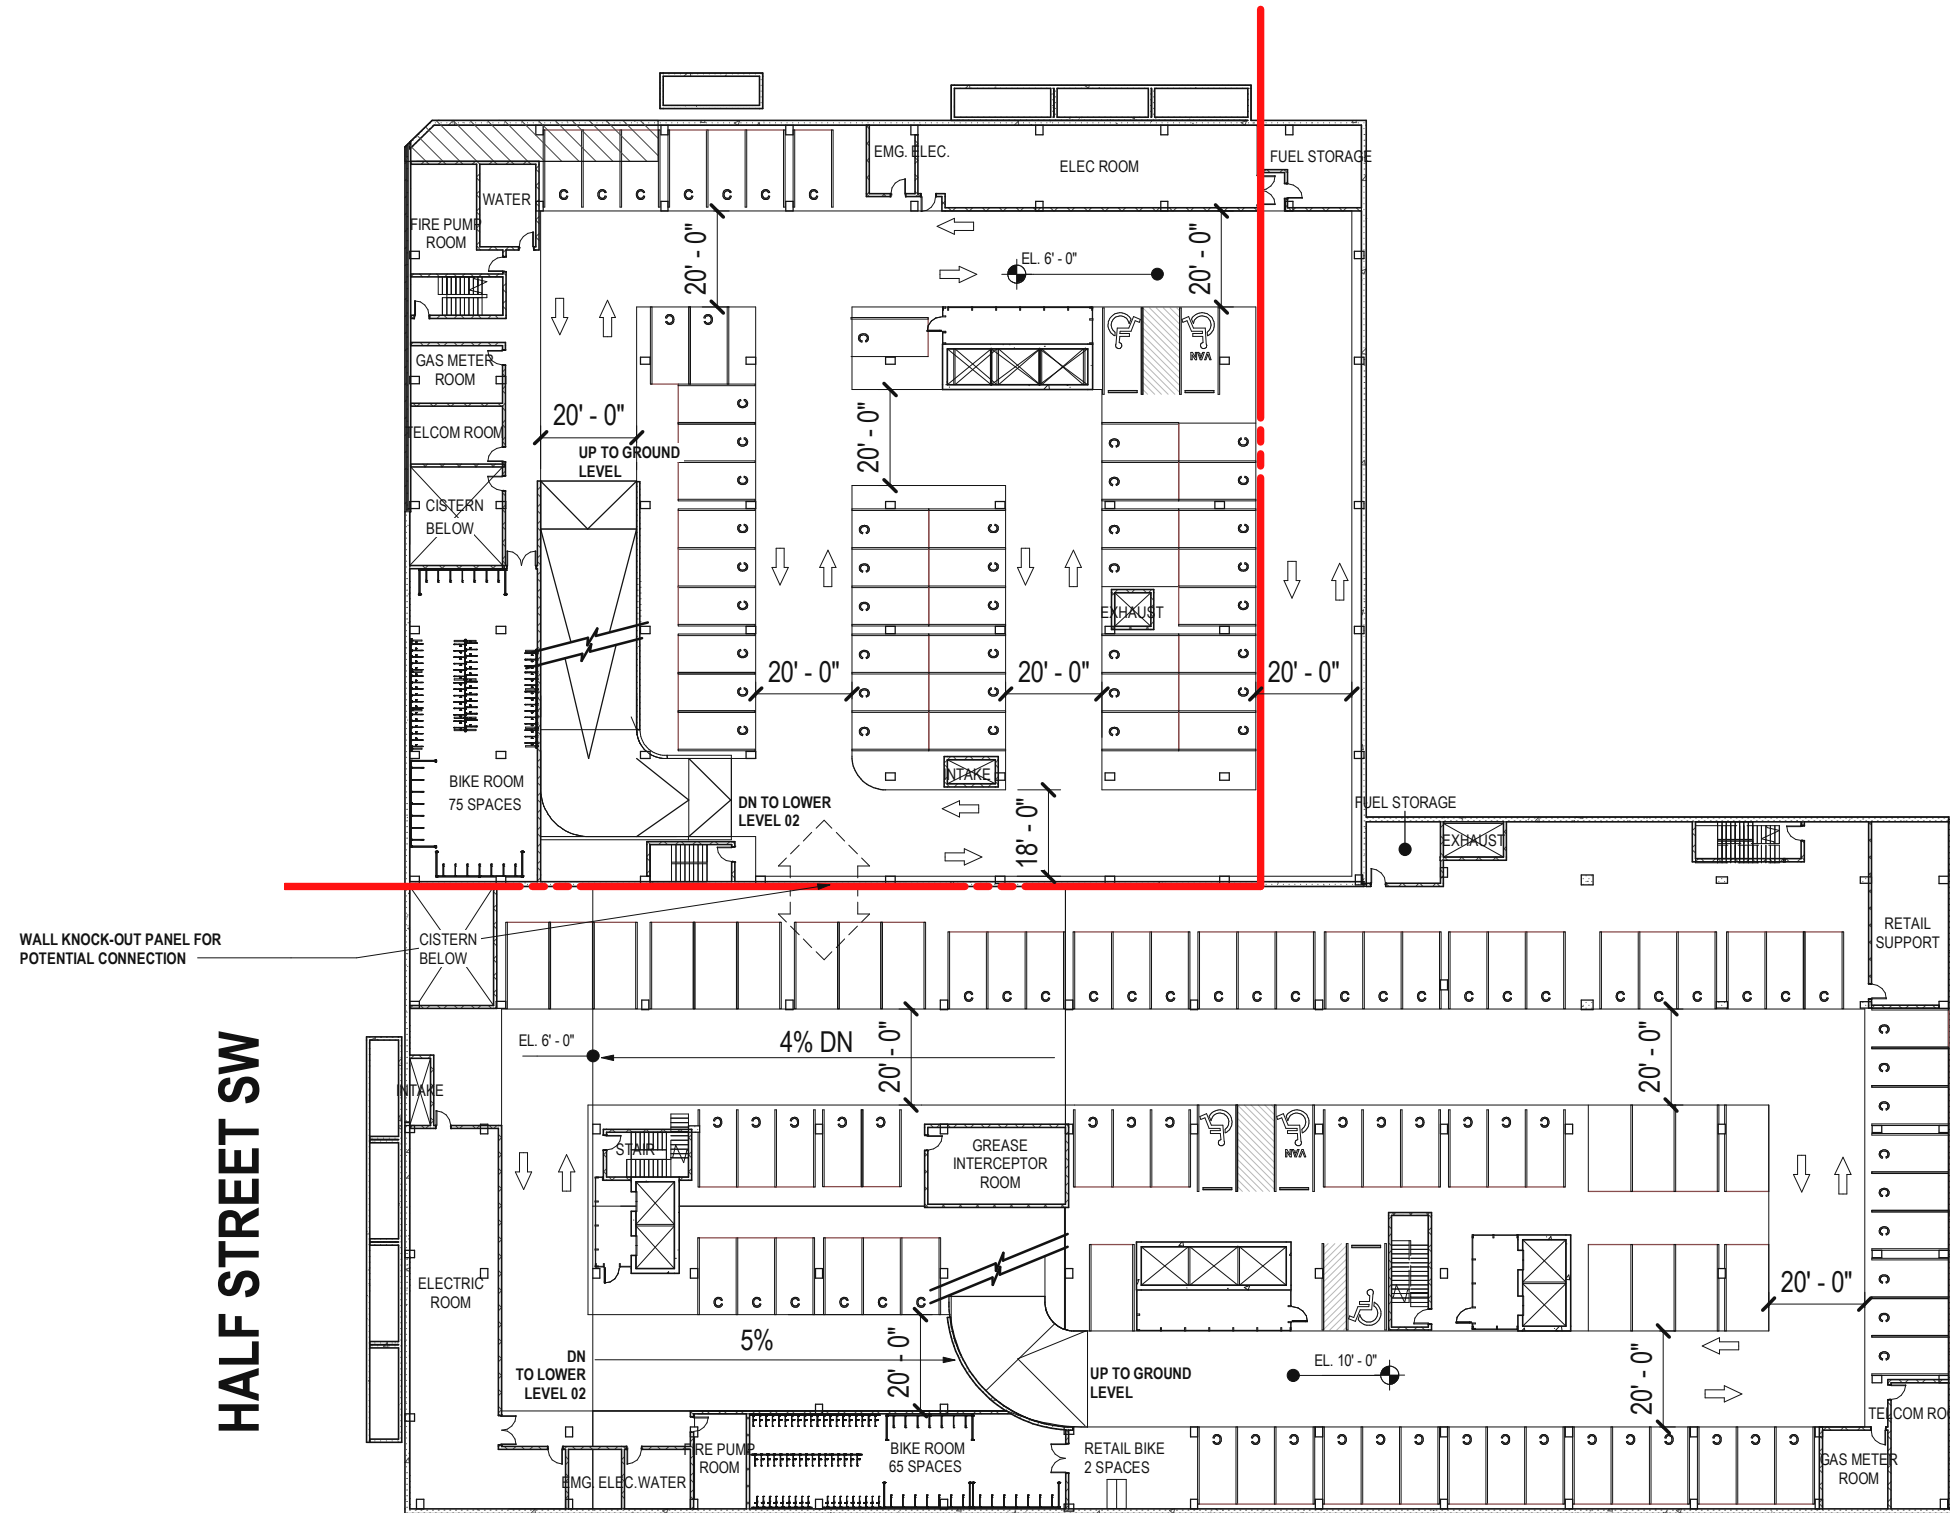 EMG. ELEC.
ELEC ROOM
FUEL STORAGE
WATER
C C C C C C C
FIRE PUMP
ROOM
20' - 0"
20' - 0"
EL. 6' - 0"
C C
C
VAN
GAS METER
ROOM
20' - 0"
20' - 0"
TELCOM ROOM
UP TO GROUND
LEVEL
C
C C C
C C C
CISTERN
BELOW
C C C C C
C C C C C
C C C C
EXHAUST
C C C C C
20' - 0"
20' - 0"
20' - 0"
C C C C C
C C C C C
INTAKE
BIKE ROOM
75 SPACES
DN TO LOWER
LEVEL 02
18' - 0"
FUEL STORAGE
EXHAUST
WALL KNOCK-OUT PANEL FOR
POTENTIAL CONNECTION
CISTERN
BELOW
RETAIL
SUPPORT
C C C C C C C C C C C C C C C C C C
HALF STREET SW
EL. 6' - 0"
4% DN
20' - 0"
20' - 0"
C
C
C
C
C
C
C
C
C
INTAKE
C C C C C C C C C C C C C C
VAN
STAIR
GREASE
INTERCEPTOR
ROOM
ELECTRIC
ROOM
C C C C C C
20' - 0"
5%
20' - 0"
DN
TO LOWER
LEVEL 02
UP TO GROUND
LEVEL
EL. 10' - 0"
20' - 0"
TELCOM RO
C C C C C C C C C C C C C C C
FIRE PUMP
ROOM
BIKE ROOM
65 SPACES
RETAIL BIKE
2 SPACES
GAS METER
ROOM
EMG. ELEC.
WATER